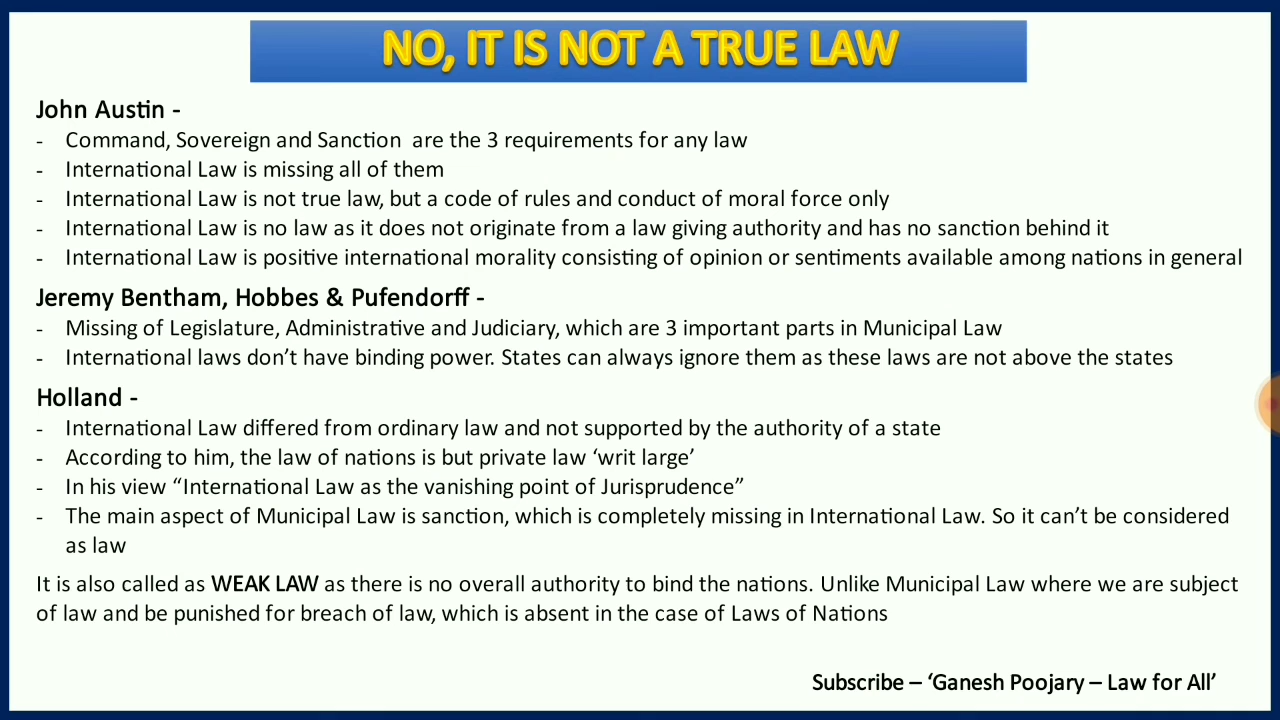 NO, IT IS NOT A TRUE LAW
John Austin -
- Command, Sovereign and Sanction are the 3 requirements for any law
- International Law is missing all of them
- International Law is not true law, but a code of rules and conduct of moral force only
- International Law is no law as it does not originate from a law giving authority and has no sanction behind it
- International Law is positive international morality consisting of opinion or sentiments available among nations in general
Jeremy Bentham, Hobbes & Pufendorff -
- Missing of Legislature, Administrative and Judiciary, which are 3 important parts in Municipal Law
- International laws don’t have binding power. States can always ignore them as these laws are not above the states
Holland -
- International Law differed from ordinary law and not supported by the authority of a state
- According to him, the law of nations is but private law ‘writ large’
- In his view “International Law as the vanishing point of Jurisprudence”
- The main aspect of Municipal Law is sanction, which is completely missing in International Law. So it can’t be considered
as law
It is also called as WEAK LAW as there is no overall authority to bind the nations. Unlike Municipal Law where we are subject
of law and be punished for breach of law, which is absent in the case of Laws of Nations
Subscribe – ‘Ganesh Poojary – Law for All’